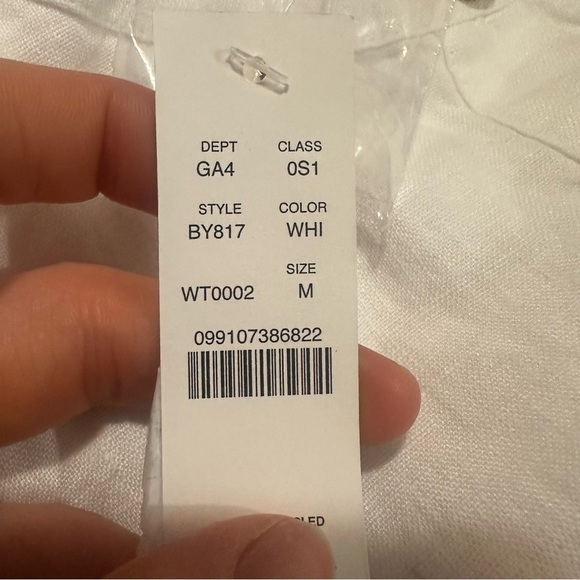 DEPT CLASS
GA4 0S1
STYLE COLOR
BY817 WHI
SIZE
WT0002 M
099107386822